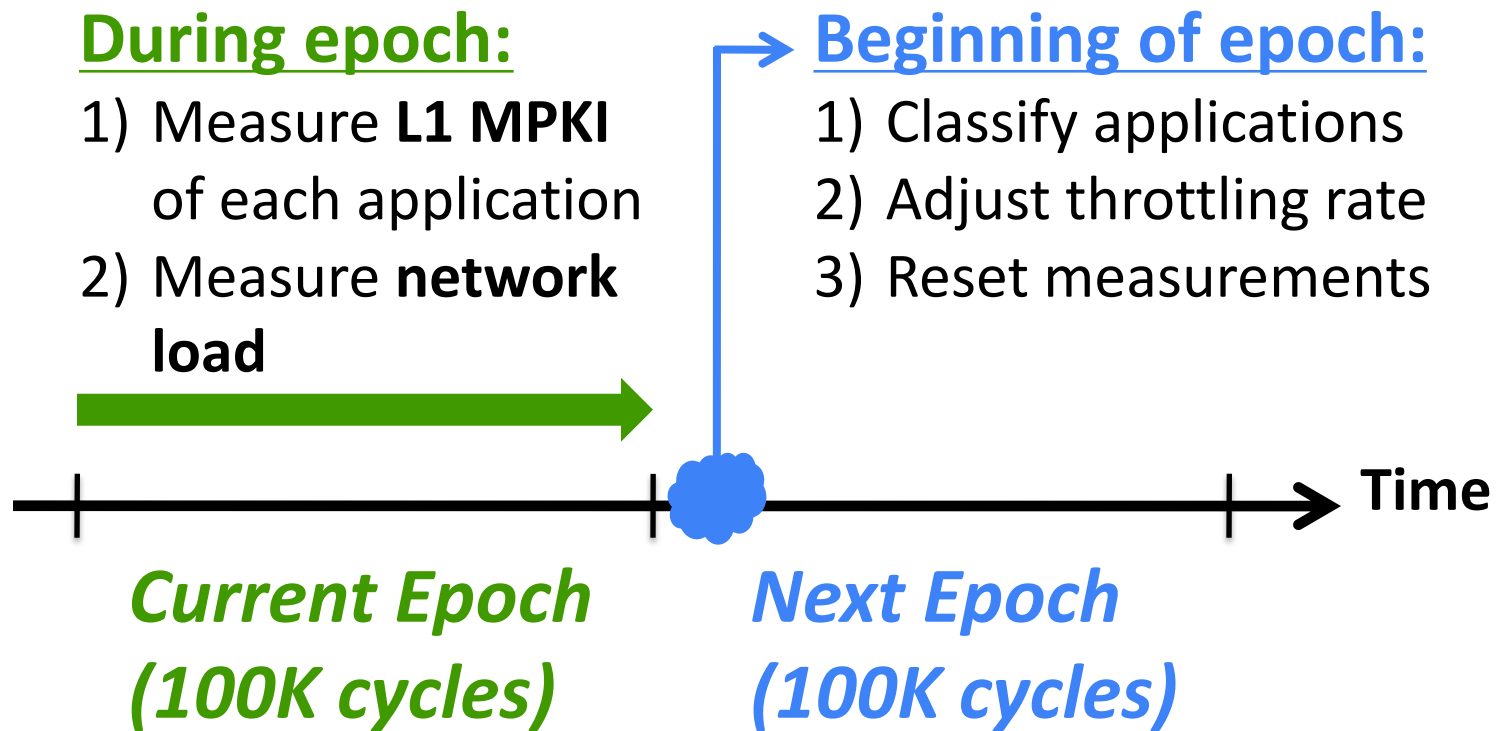 During epoch:
1) Measure L1 MPKI
of each application
2) Measure network
load
Beginning of epoch:
1) Classify applications
2) Adjust throttling rate
3) Reset measurements
Time
Current Epoch
(100K cycles)
Next Epoch
(100K cycles)